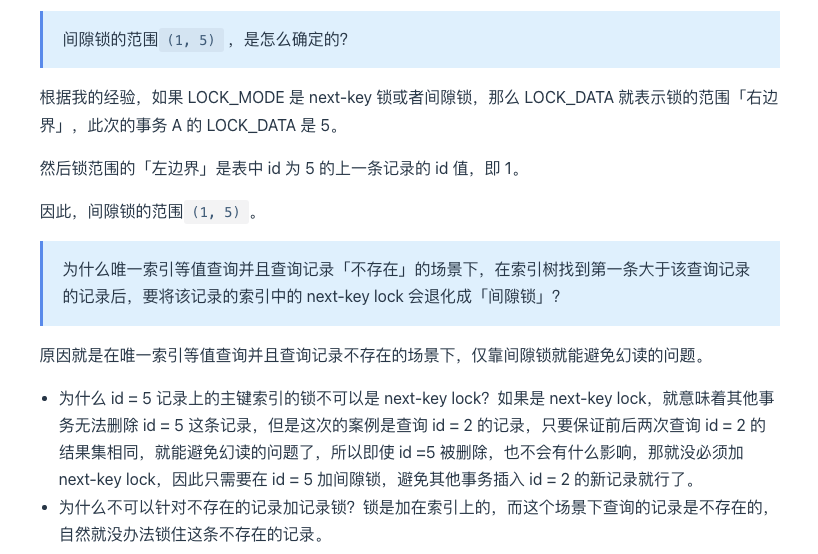 间隙锁的范围 (1, 5) ，是怎么确定的？
根据我的经验，如果 LOCK_MODE 是 next-key 锁或者间隙锁，那么 LOCK_DATA 就表示锁的范围「右边
界」，此次的事务 A 的 LOCK_DATA 是 5。
然后锁范围的「左边界」是表中 id 为 5 的上一条记录的 id 值，即 1。
因此，间隙锁的范围 (1, 5) 。
为什么唯一索引等值查询并且查询记录「不存在」的场景下，在索引树找到第一条大于该查询记录
的记录后，要将该记录的索引中的 next-key lock 会退化成「间隙锁」？
原因就是在唯一索引等值查询并且查询记录不存在的场景下，仅靠间隙锁就能避免幻读的问题。
• 为什么 id = 5 记录上的主键索引的锁不可以是 next-key lock？如果是 next-key lock，就意味着其他事
务无法删除 id = 5 这条记录，但是这次的案例是查询 id = 2 的记录，只要保证前后两次查询 id = 2 的
结果集相同，就能避免幻读的问题了，所以即使 id =5 被删除，也不会有什么影响，那就没必须加
next-key lock，因此只需要在 id = 5 加间隙锁，避免其他事务插入 id = 2 的新记录就行了。
• 为什么不可以针对不存在的记录加记录锁？锁是加在索引上的，而这个场景下查询的记录是不存在的，
自然就没办法锁住这条不存在的记录。